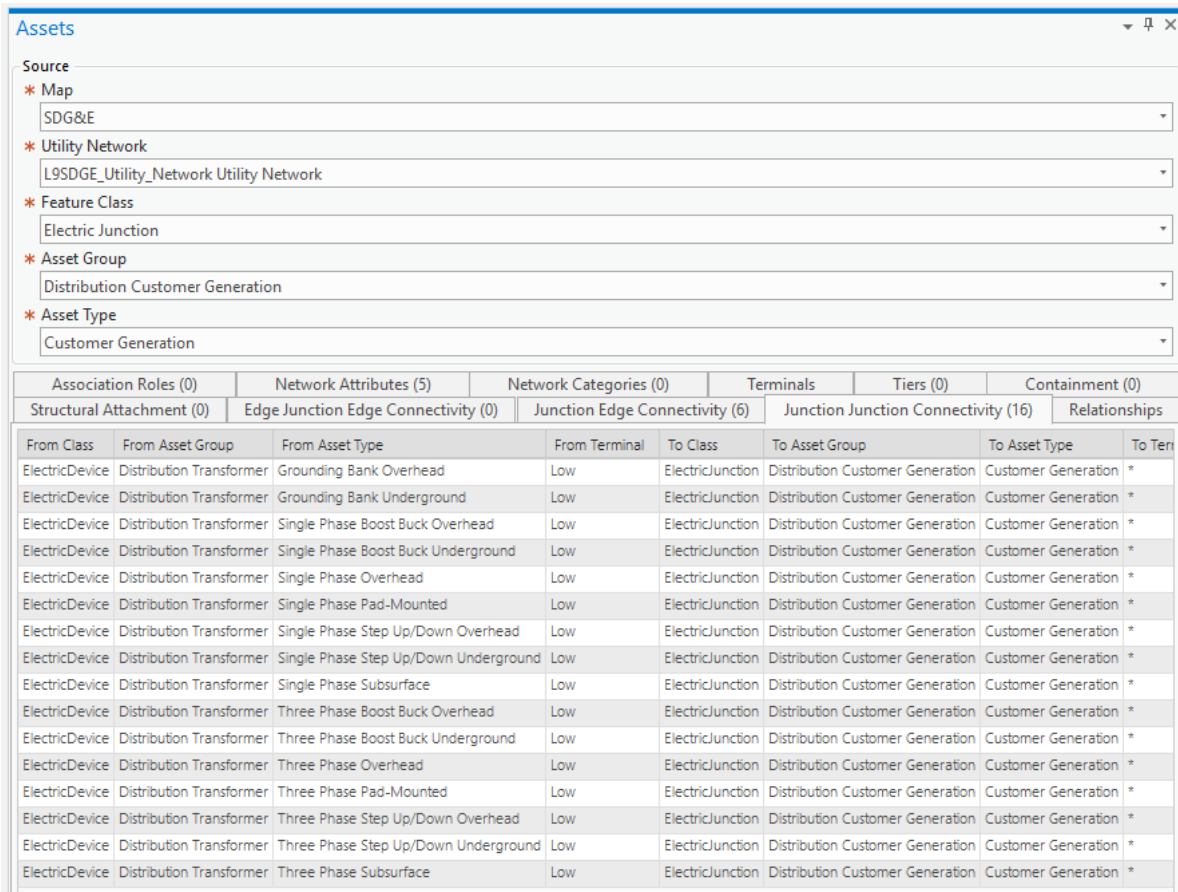 Assets
Source
* Map
SDG&E
* Utility Network
L9SDGE_Utility_Network Utility Network
* Feature Class
Electric Junction
* Asset Group
Distribution Customer Generation
* Asset Type
Customer Generation
Association Roles (0) Network Attributes (5) Network Categories (0) Terminals Tiers (0) Containment (0)
Structural Attachment (0) Edge Junction Edge Connectivity (0) Junction Edge Connectivity (6) Junction Junction Connectivity (16) Relationships
From Class From Asset Group From Asset Type From Terminal To Class To Asset Group To Asset Type To Terr
ElectricDevice Distribution Transformer Grounding Bank Overhead Low ElectricJunction Distribution Customer Generation Customer Generation *
ElectricDevice Distribution Transformer Grounding Bank Underground Low ElectricJunction Distribution Customer Generation Customer Generation *
ElectricDevice Distribution Transformer Single Phase Boost Buck Overhead Low ElectricJunction Distribution Customer Generation Customer Generation *
ElectricDevice Distribution Transformer Single Phase Boost Buck Underground Low ElectricJunction Distribution Customer Generation Customer Generation *
ElectricDevice Distribution Transformer Single Phase Overhead Low ElectricJunction Distribution Customer Generation Customer Generation *
ElectricDevice Distribution Transformer Single Phase Pad-Mounted Low ElectricJunction Distribution Customer Generation Customer Generation *
ElectricDevice Distribution Transformer Single Phase Step Up/Down Overhead Low ElectricJunction Distribution Customer Generation Customer Generation *
ElectricDevice Distribution Transformer Single Phase Step Up/Down Underground Low ElectricJunction Distribution Customer Generation Customer Generation *
ElectricDevice Distribution Transformer Single Phase Subsurface Low ElectricJunction Distribution Customer Generation Customer Generation *
ElectricDevice Distribution Transformer Three Phase Boost Buck Overhead Low ElectricJunction Distribution Customer Generation Customer Generation *
ElectricDevice Distribution Transformer Three Phase Boost Buck Underground Low ElectricJunction Distribution Customer Generation Customer Generation *
ElectricDevice Distribution Transformer Three Phase Overhead Low ElectricJunction Distribution Customer Generation Customer Generation *
ElectricDevice Distribution Transformer Three Phase Pad-Mounted Low ElectricJunction Distribution Customer Generation Customer Generation *
ElectricDevice Distribution Transformer Three Phase Step Up/Down Overhead Low ElectricJunction Distribution Customer Generation Customer Generation *
ElectricDevice Distribution Transformer Three Phase Step Up/Down Underground Low ElectricJunction Distribution Customer Generation Customer Generation *
ElectricDevice Distribution Transformer Three Phase Subsurface Low ElectricJunction Distribution Customer Generation Customer Generation *